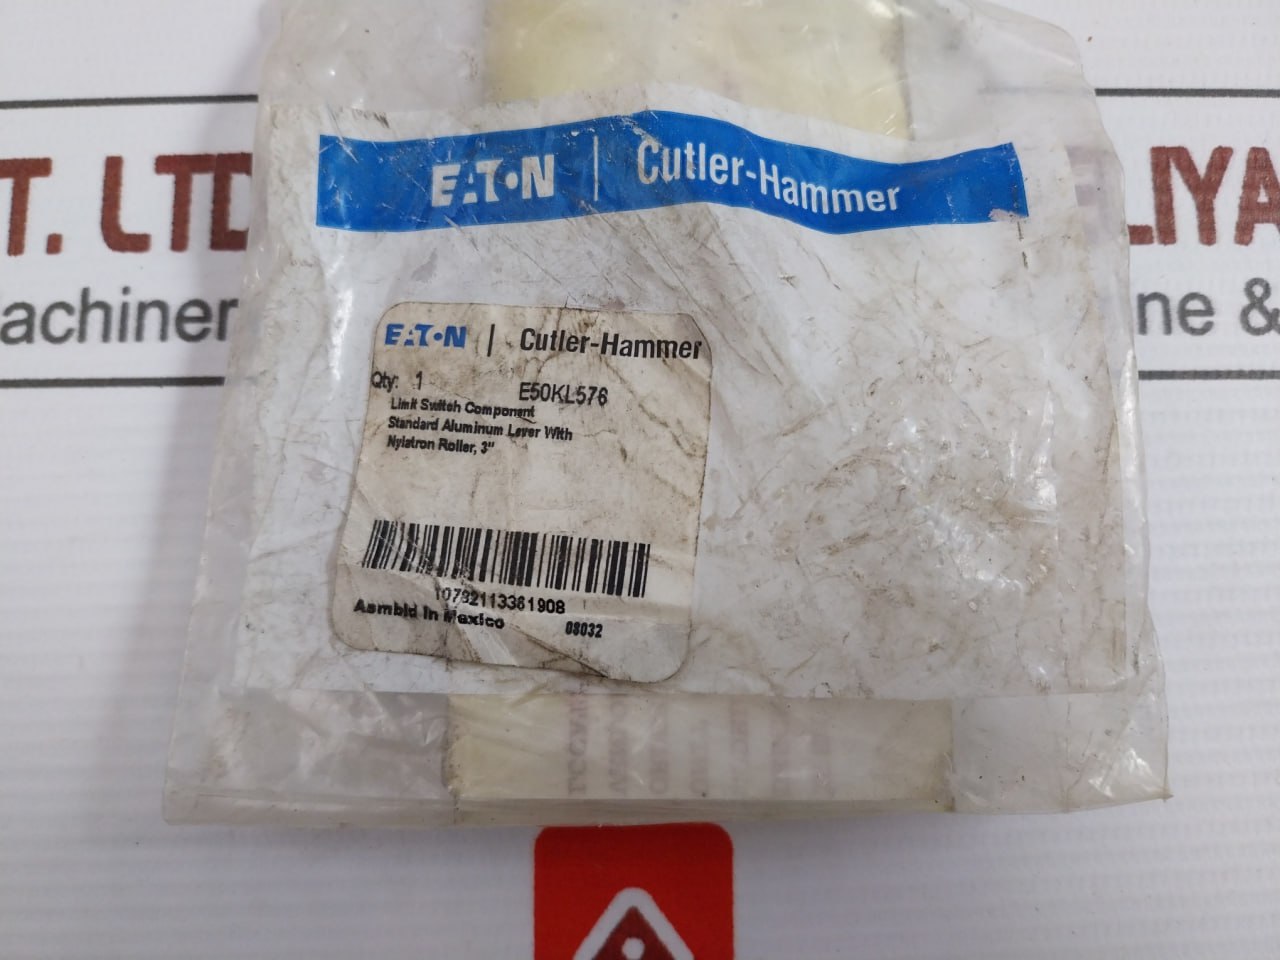 T. LTD
LIYA
achiner
ne &
EATON | Cutler-Hammer
EATON | Cutler-Hammer
Qty: 1 E50KL576
Limit Switch Component
Standard Aluminum Lever With
Nylatron Roller, 3"
10782113361908
Asmbld In Mexico 08032